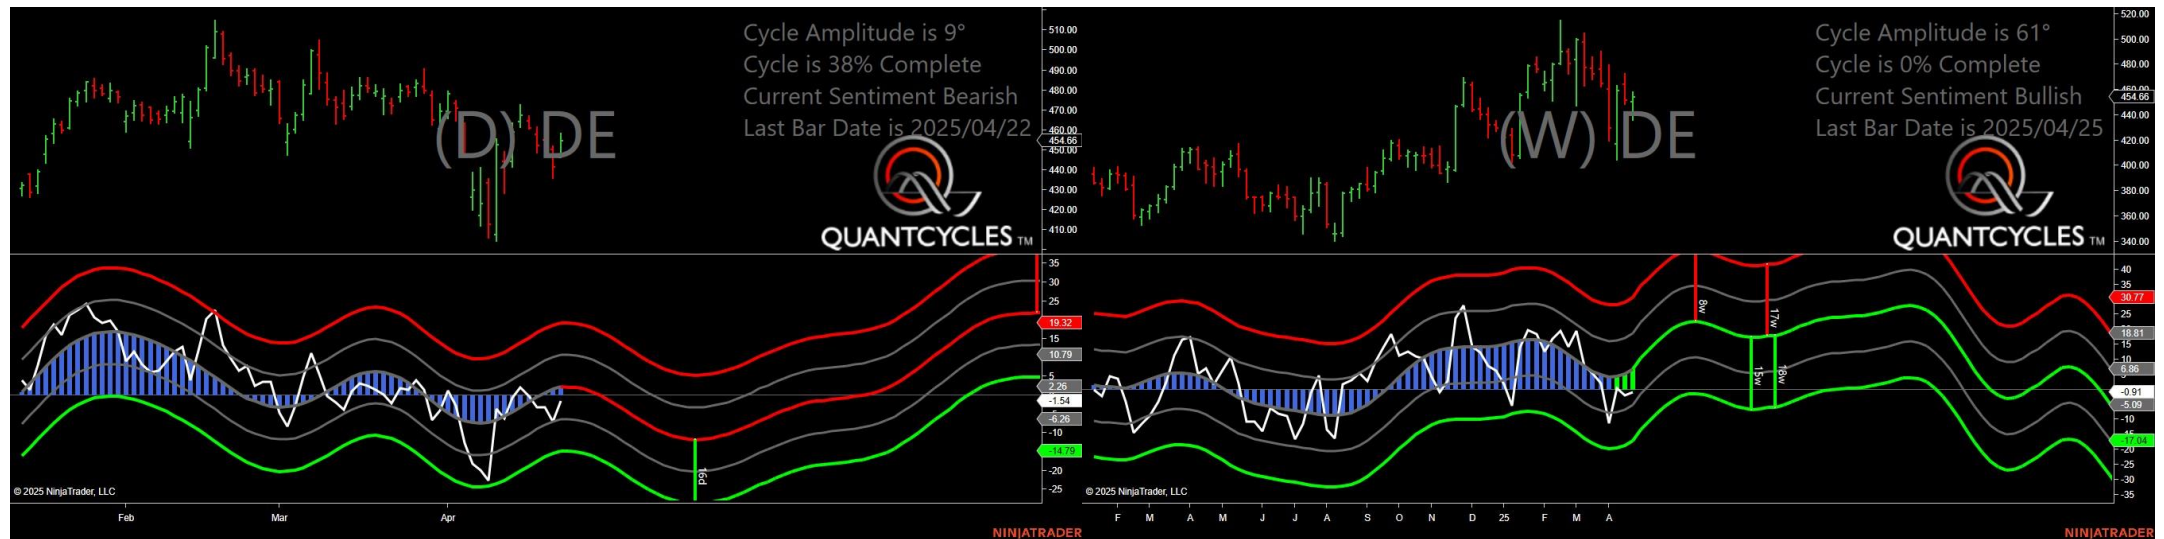 Cycle Amplitude is 9°
Cycle is 38% Complete
Current Sentiment Bearish
Last Bar Date is 2025/04/22
(D) DE
QUANTCYCLES TM
510.00
500.00
490.00
480.00
470.00
460.00
454.66
450.00
440.00
430.00
420.00
410.00
35
30
25
19.32
15
10.79
5
2.26
-1.54
-6.26
-10
-14.79
-20
-25
16d
© 2025 NinjaTrader, LLC
Feb Mar Apr
NINJATRADER
Cycle Amplitude is 61°
Cycle is 0% Complete
Current Sentiment Bullish
Last Bar Date is 2025/04/25
(W) DE
QUANTCYCLES TM
520.00
500.00
480.00
460.00
454.66
440.00
420.00
400.00
380.00
360.00
340.00
8w
17w
15w
18w
40
35
30.77
25
18.81
15
10
6.86
-0.91
-5.09
-10
-17.04
-20
-25
-30
-35
© 2025 NinjaTrader, LLC
F M A M J J A S O N D 25 F M A
NINJATRADER